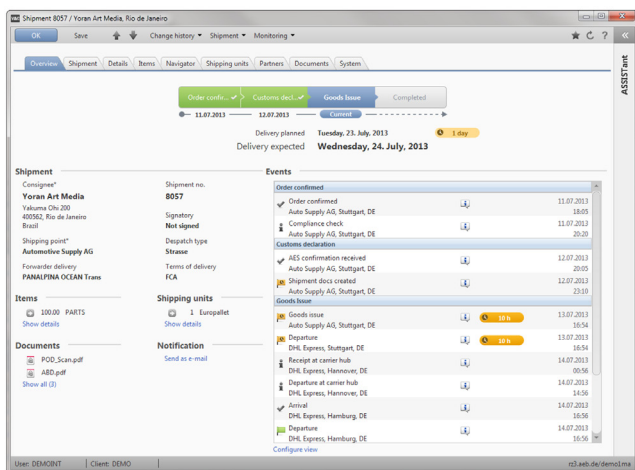 Shipment 8057 / Yoran Art Media, Rio de Janeiro
OK Save Change history Shipment Monitoring
Overview Shipment Details Items Navigator Shipping units Partners Documents System
ASSISTant
Order confir... Customs decl... Goods Issue Completed
11.07.2013 12.07.2013 Current
Delivery planned Tuesday, 23. July, 2013 1 day
Delivery expected Wednesday, 24. July, 2013
Shipment
Consignee*
Yoran Art Media
Yakuma Ohi 200
400562, Rio de Janeiro
Brazil
Shipping point*
Automotive Supply AG
Forwarder delivery
PANALPINA OCEAN Trans
Shipment no.
8057
Signatory
Not signed
Despatch type
Strasse
Terms of delivery
FCA
Items
100.00 PARTS
Show details
Shipping units
1 Europallet
Show details
Documents
POD_Scan.pdf
ABD.pdf
Show all (3)
Notification
Send as e-mail
Events
Order confirmed
Order confirmed 11.07.2013
Auto Supply AG, Stuttgart, DE 18:05
Compliance check 11.07.2013
Auto Supply AG, Stuttgart, DE 20:20
Customs declaration
AES confirmation received 12.07.2013
Auto Supply AG, Stuttgart, DE 20:05
Shipment docs created 12.07.2013
Auto Supply AG, Stuttgart, DE 23:10
Goods Issue
Goods issue 10 h 13.07.2013
Auto Supply AG, Stuttgart, DE 16:54
Departure 10 h 13.07.2013
DHL Express, Stuttgart, DE 16:54
Receipt at carrier hub 14.07.2013
DHL Express, Hannover, DE 00:56
Departure at carrier hub 14.07.2013
DHL Express, Hannover, DE 14:56
Arrival 14.07.2013
DHL Express, Hamburg, DE 16:56
Departure 14.07.2013
DHL Express, Hamburg, DE 16:56
Configure view
User: DEMOINT Client: DEMO rz3.aeb.de/demo1ma